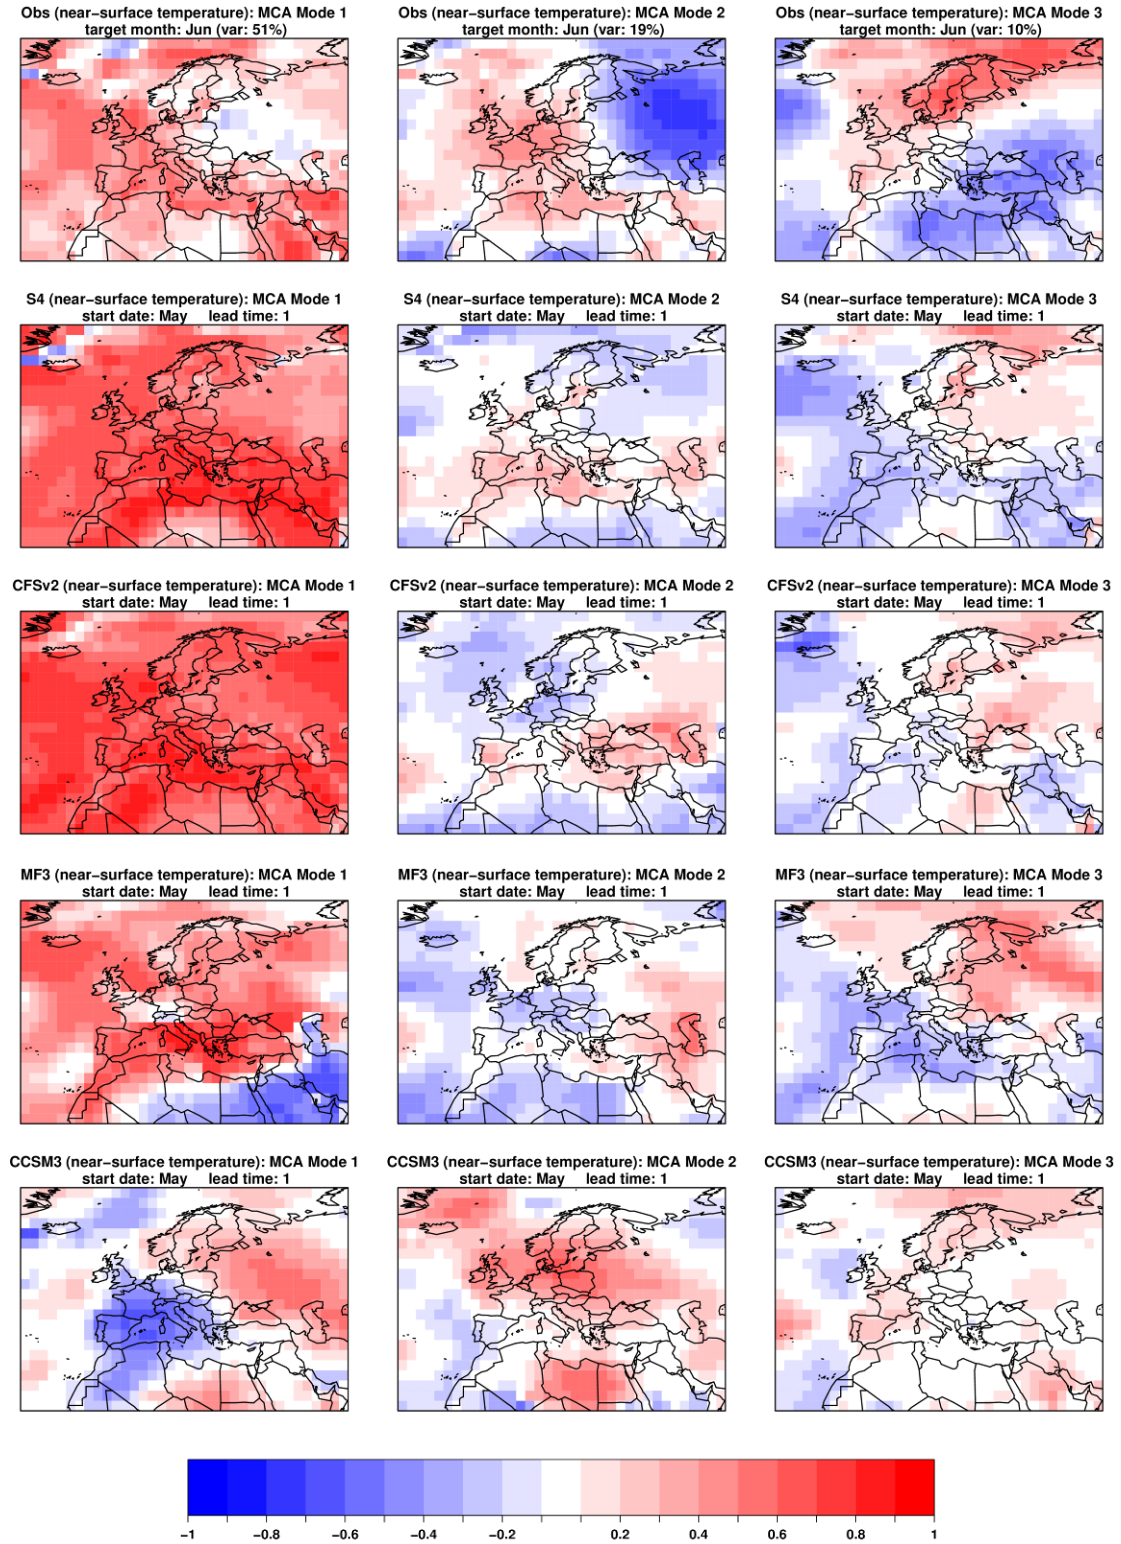 Obs (near−surface temperature): MCA Mode 1
target month: Jun (var: 51%)
Obs (near−surface temperature): MCA Mode 2
target month: Jun (var: 19%)
Obs (near−surface temperature): MCA Mode 3
target month: Jun (var: 10%)
S4 (near−surface temperature): MCA Mode 1
start date: May lead time: 1
S4 (near−surface temperature): MCA Mode 2
start date: May lead time: 1
S4 (near−surface temperature): MCA Mode 3
start date: May lead time: 1
CFSv2 (near−surface temperature): MCA Mode 1
start date: May lead time: 1
CFSv2 (near−surface temperature): MCA Mode 2
start date: May lead time: 1
CFSv2 (near−surface temperature): MCA Mode 3
start date: May lead time: 1
MF3 (near−surface temperature): MCA Mode 1
start date: May lead time: 1
MF3 (near−surface temperature): MCA Mode 2
start date: May lead time: 1
MF3 (near−surface temperature): MCA Mode 3
start date: May lead time: 1
CCSM3 (near−surface temperature): MCA Mode 1
start date: May lead time: 1
CCSM3 (near−surface temperature): MCA Mode 2
start date: May lead time: 1
CCSM3 (near−surface temperature): MCA Mode 3
start date: May lead time: 1
−1 −0.8 −0.6 −0.4 −0.2 0.2 0.4 0.6 0.8 1